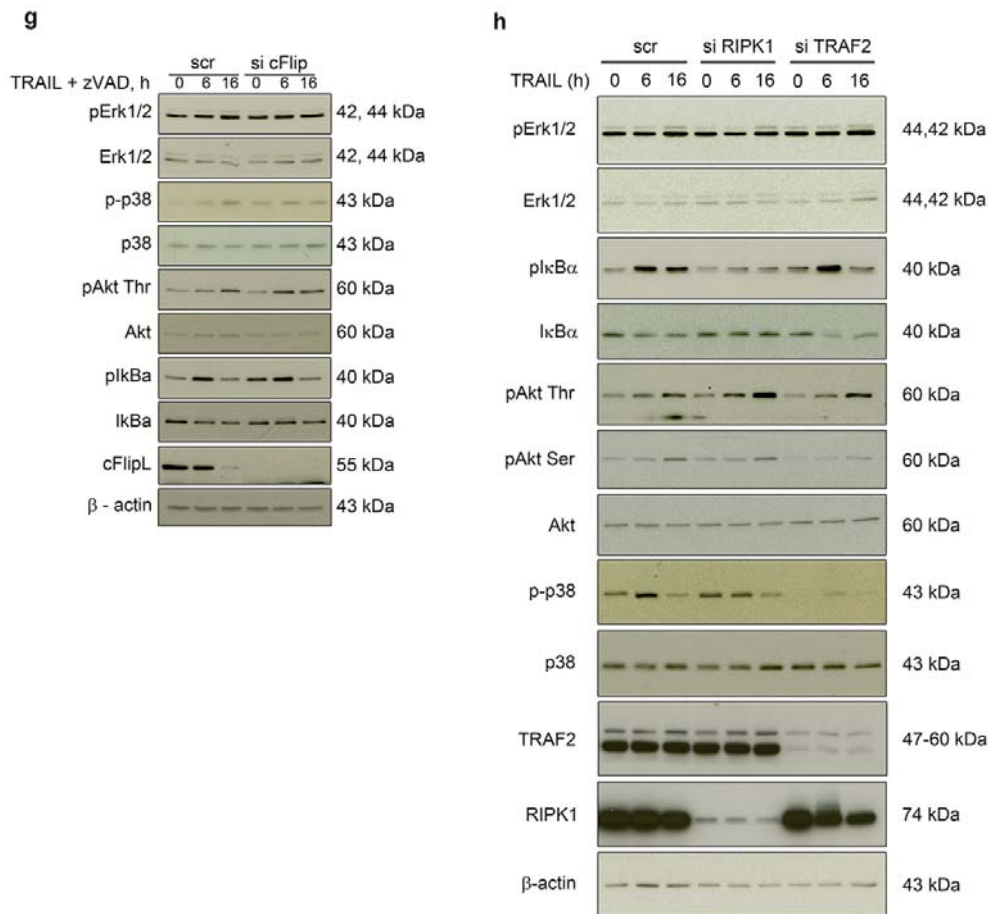 g
scr si cFlip
TRAIL + zVAD, h 0 6 16 0 6 16
pErk1/2 42, 44 kDa
Erk1/2 42, 44 kDa
p-p38 43 kDa
p38 43 kDa
pAkt Thr 60 kDa
Akt 60 kDa
pIkBa 40 kDa
IkBa 40 kDa
cFlipL 55 kDa
β - actin 43 kDa
h
scr si RIPK1 si TRAF2
TRAIL (h) 0 6 16 0 6 16 0 6 16
pErk1/2 44,42 kDa
Erk1/2 44,42 kDa
pIκBα 40 kDa
IκBα 40 kDa
pAkt Thr 60 kDa
pAkt Ser 60 kDa
Akt 60 kDa
p-p38 43 kDa
p38 43 kDa
TRAF2 47-60 kDa
RIPK1 74 kDa
β-actin 43 kDa